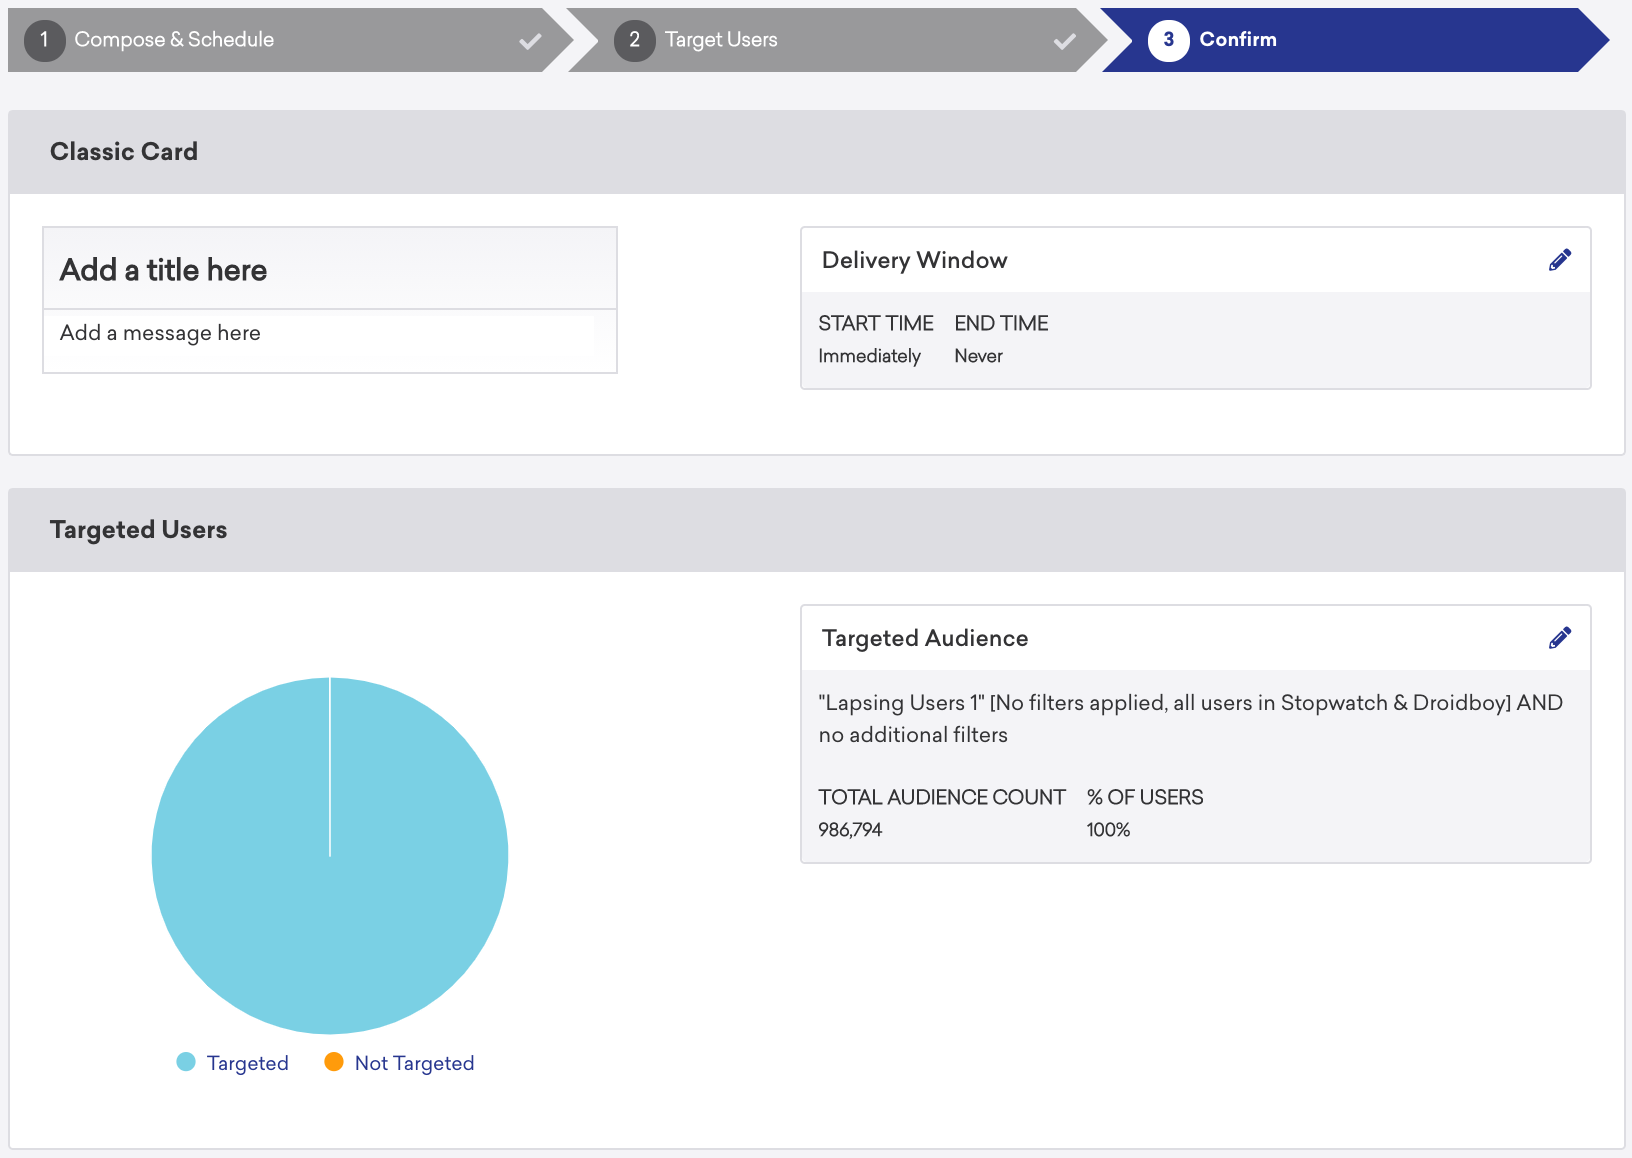 1 Compose & Schedule
2 Target Users
3 Confirm
Classic Card
Add a title here
Add a message here
Delivery Window
START TIME END TIME
Immediately Never
Targeted Users
Targeted Audience
"Lapsing Users 1" [No filters applied, all users in Stopwatch & Droidboy] AND
no additional filters
TOTAL AUDIENCE COUNT % OF USERS
986,794 100%
Targeted Not Targeted